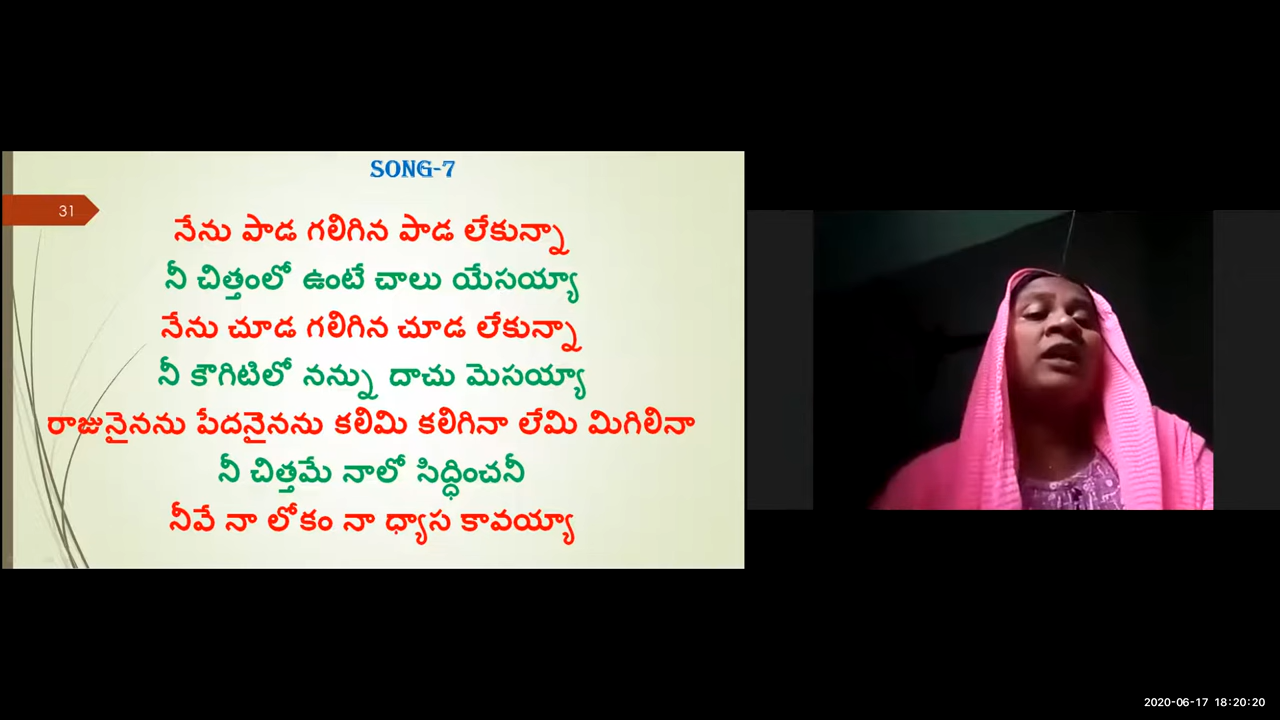 SONG-7
31
నేను పాడ గలిగిన పాడ లేకున్నా
నీ చిత్తంలో ఉంటే చాలు యేసయ్యా
నేను చూడ గలిగిన చూడ లేకున్నా
నీ కౌగిటిలో నన్ను దాచు మెసయ్యా
రాజునైనను పేదనైనను కలిమి కలిగినా లేమి మిగిలినా
నీ చిత్తమే నాలో సిద్ధించనీ
నీవే నా లోకం నా ధ్యాస కావయ్యా
2020-06-17 18:20:20